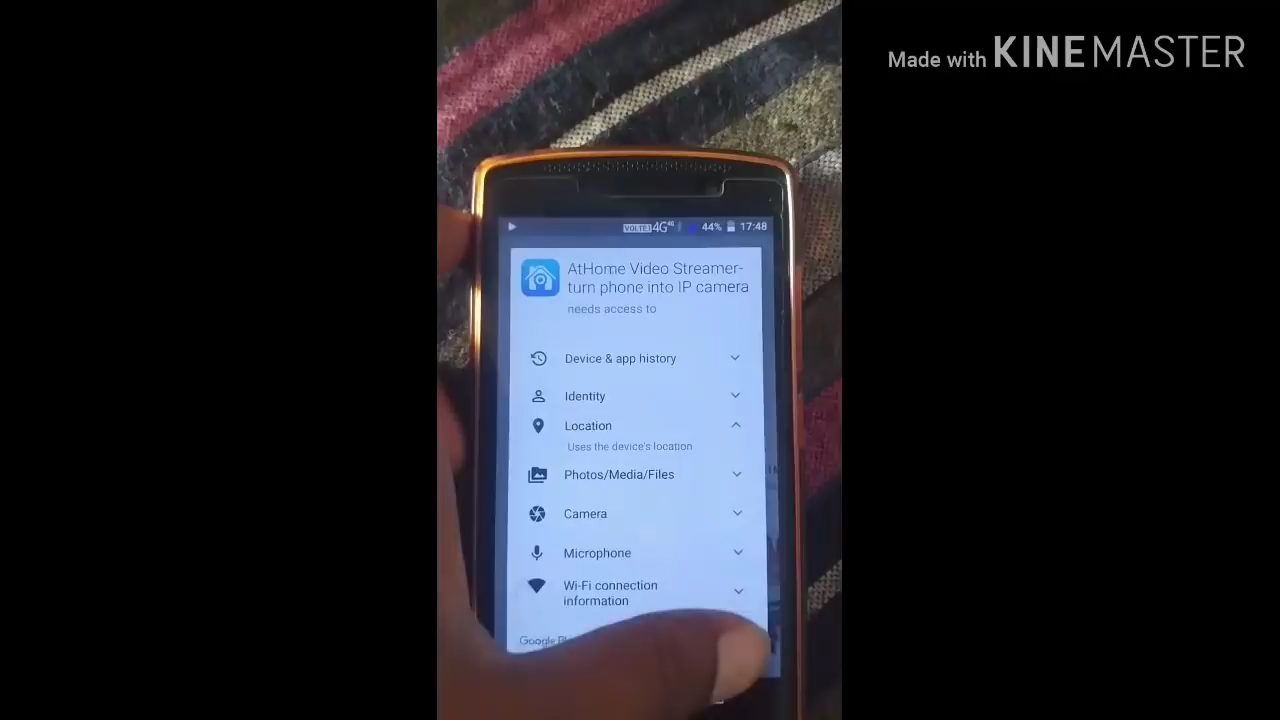 Made with KINEMASTER
VOLTE 4G 44% 17:48
AtHome Video Streamer-
turn phone into IP camera
needs access to
Device & app history
Identity
Location
Uses the device's location
Photos/Media/Files
Camera
Microphone
Wi-Fi connection
information
Google